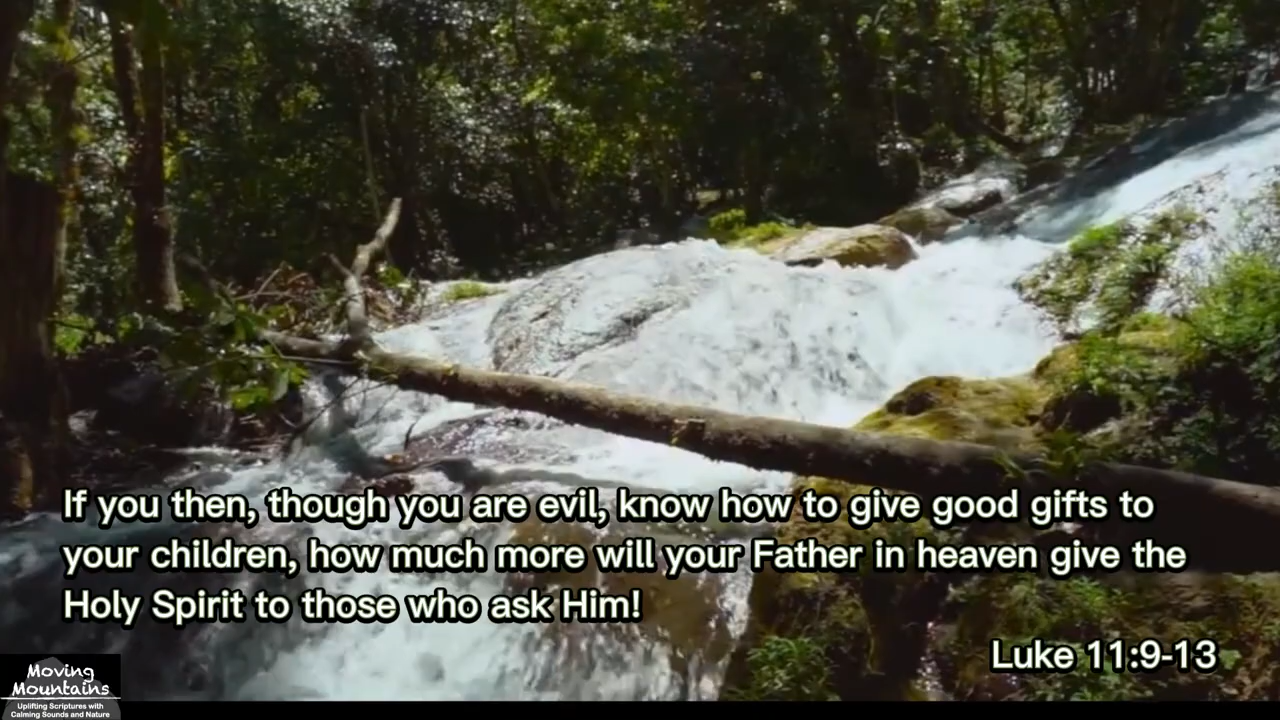 If you then, though you are evil, know how to give good gifts to
your children, how much more will your Father in heaven give the
Holy Spirit to those who ask Him!
Luke 11:9-13
Moving
Mountains
Uplifting Scriptures with
Calming Sounds and Nature